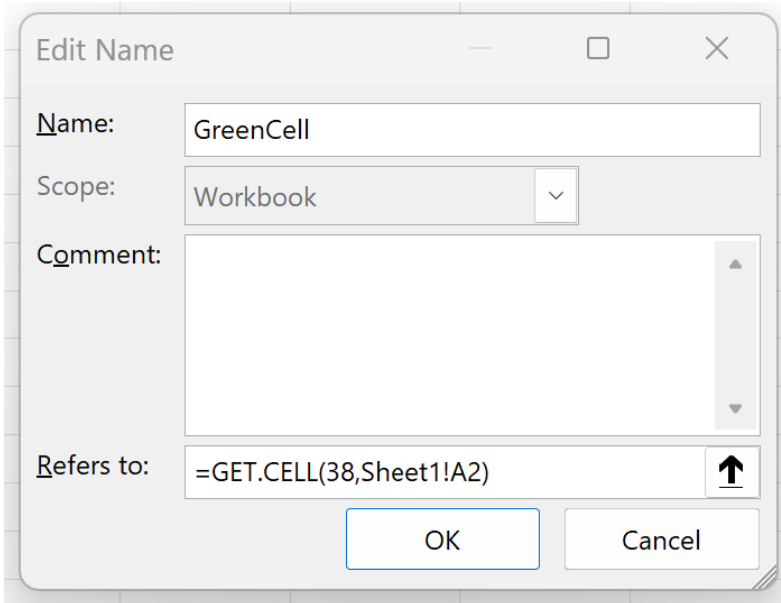 Edit Name
Name: GreenCell
Scope: Workbook
Comment:
Refers to: =GET.CELL(38,Sheet1!A2)
OK Cancel